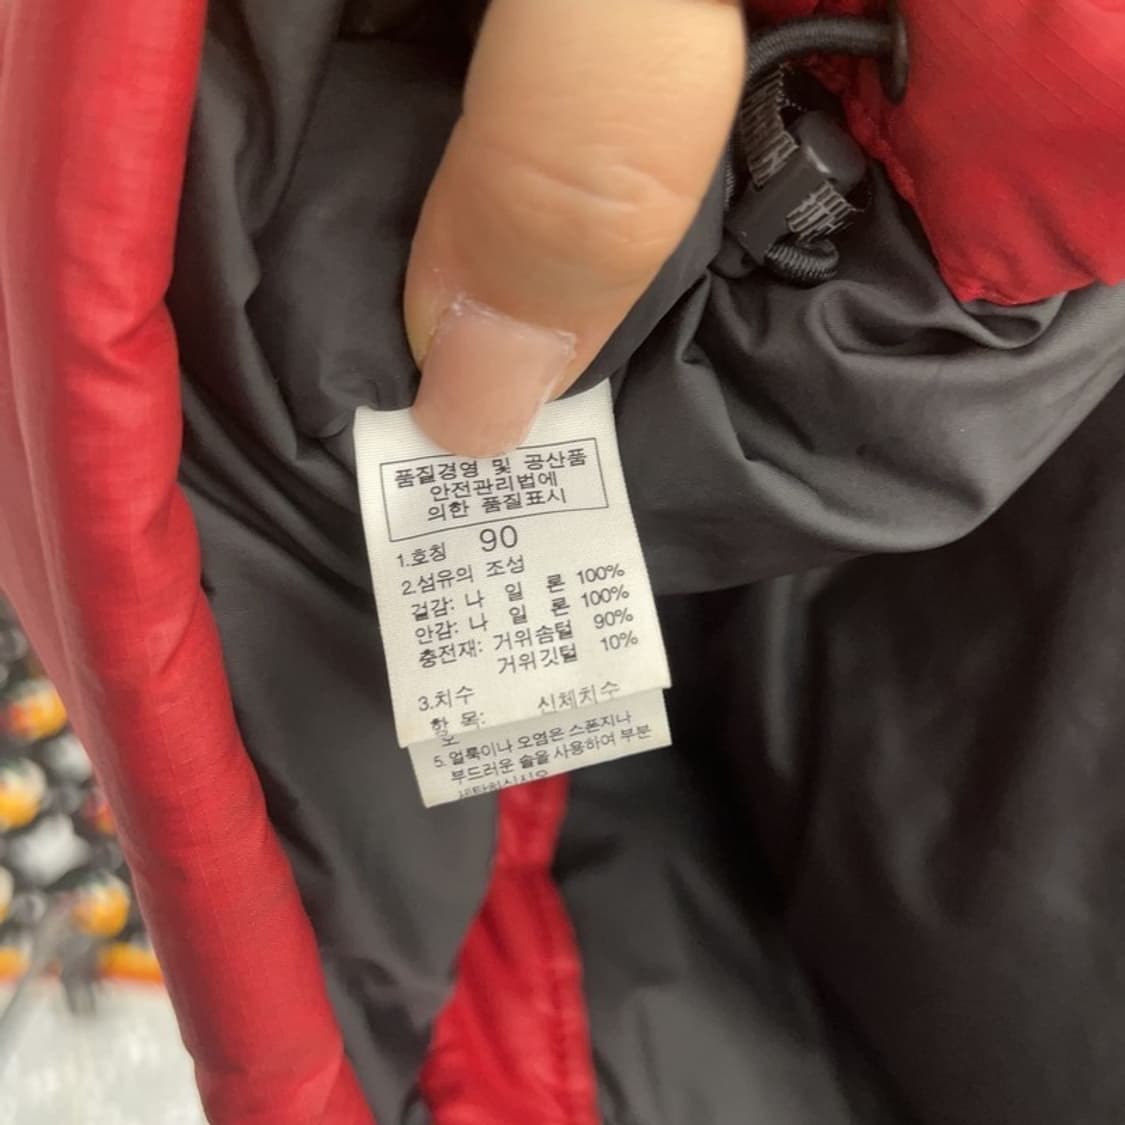 품질경영 및 공산품
안전관리법에
의한 품질표시
1.호칭 90
2.섬유의 조성
겉감: 나 일 론 100%
안감: 나 일 론 100%
충전재: 거위솜털 90%
거위깃털 10%
3.치수 신체치수
항 목:
오
5.얼룩이나 오염은 스폰지나
부드러운 솔을 사용하여 부분